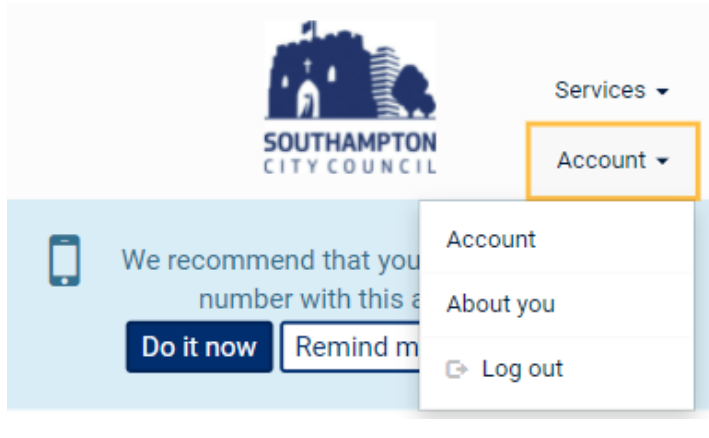 SOUTHAMPTON
CITY COUNCIL
Services
Account
Account
About you
Log out
We recommend that you
number with this
Do it now
Remind